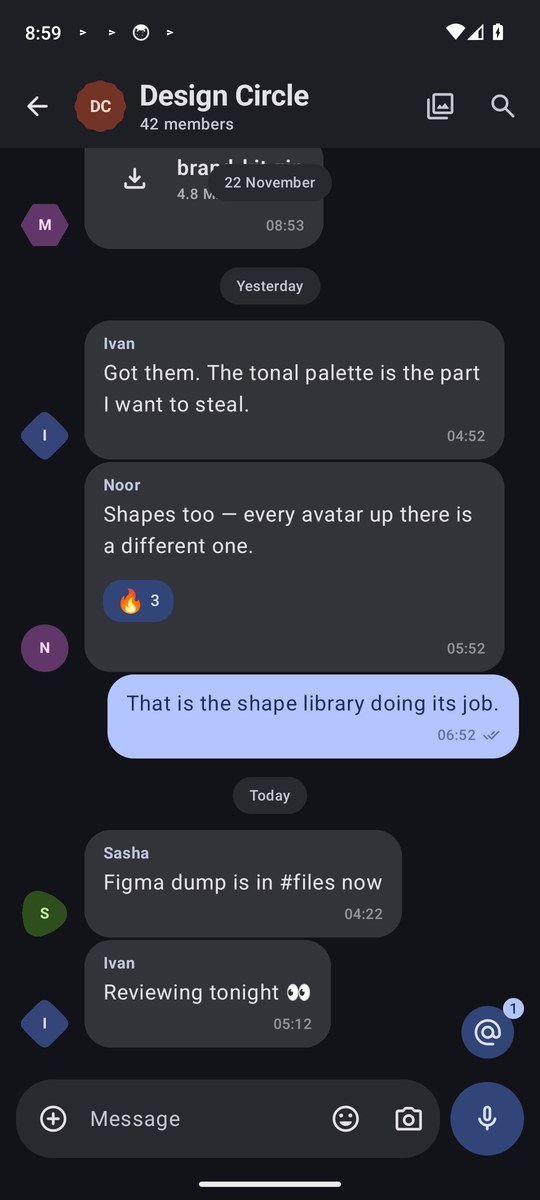 8:59
DC
Design Circle
42 members
22 November
4.8
M
08:53
Yesterday
Ivan
Got them. The tonal palette is the part
I want to steal.
I
04:52
Noor
Shapes too — every avatar up there is
a different one.
🔥 3
N
05:52
That is the shape library doing its job.
06:52
Today
Sasha
Figma dump is in #files now
S
04:22
Ivan
Reviewing tonight 👀
I
05:12
1
@
Message